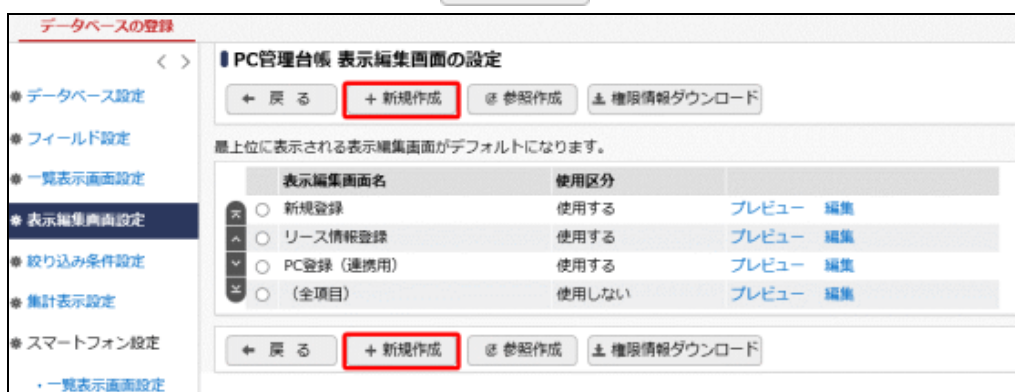 データベースの登録
データベース設定
フィールド設定
一覧表示画面設定
表示編集画面設定
絞り込み条件設定
集計表示設定
スマートフォン設定
・一覧表示画面設定
PC管理台帳 表示編集画面の設定
← 戻 る ＋新規作成 参照作成 権限情報ダウンロード
最上位に表示される表示編集画面がデフォルトになります。
表示編集画面名 使用区分
新規登録 使用する プレビュー 編集
リース情報登録 使用する プレビュー 編集
PC登録（連携用） 使用する プレビュー 編集
（全項目） 使用しない プレビュー 編集
← 戻 る ＋新規作成 参照作成 権限情報ダウンロード